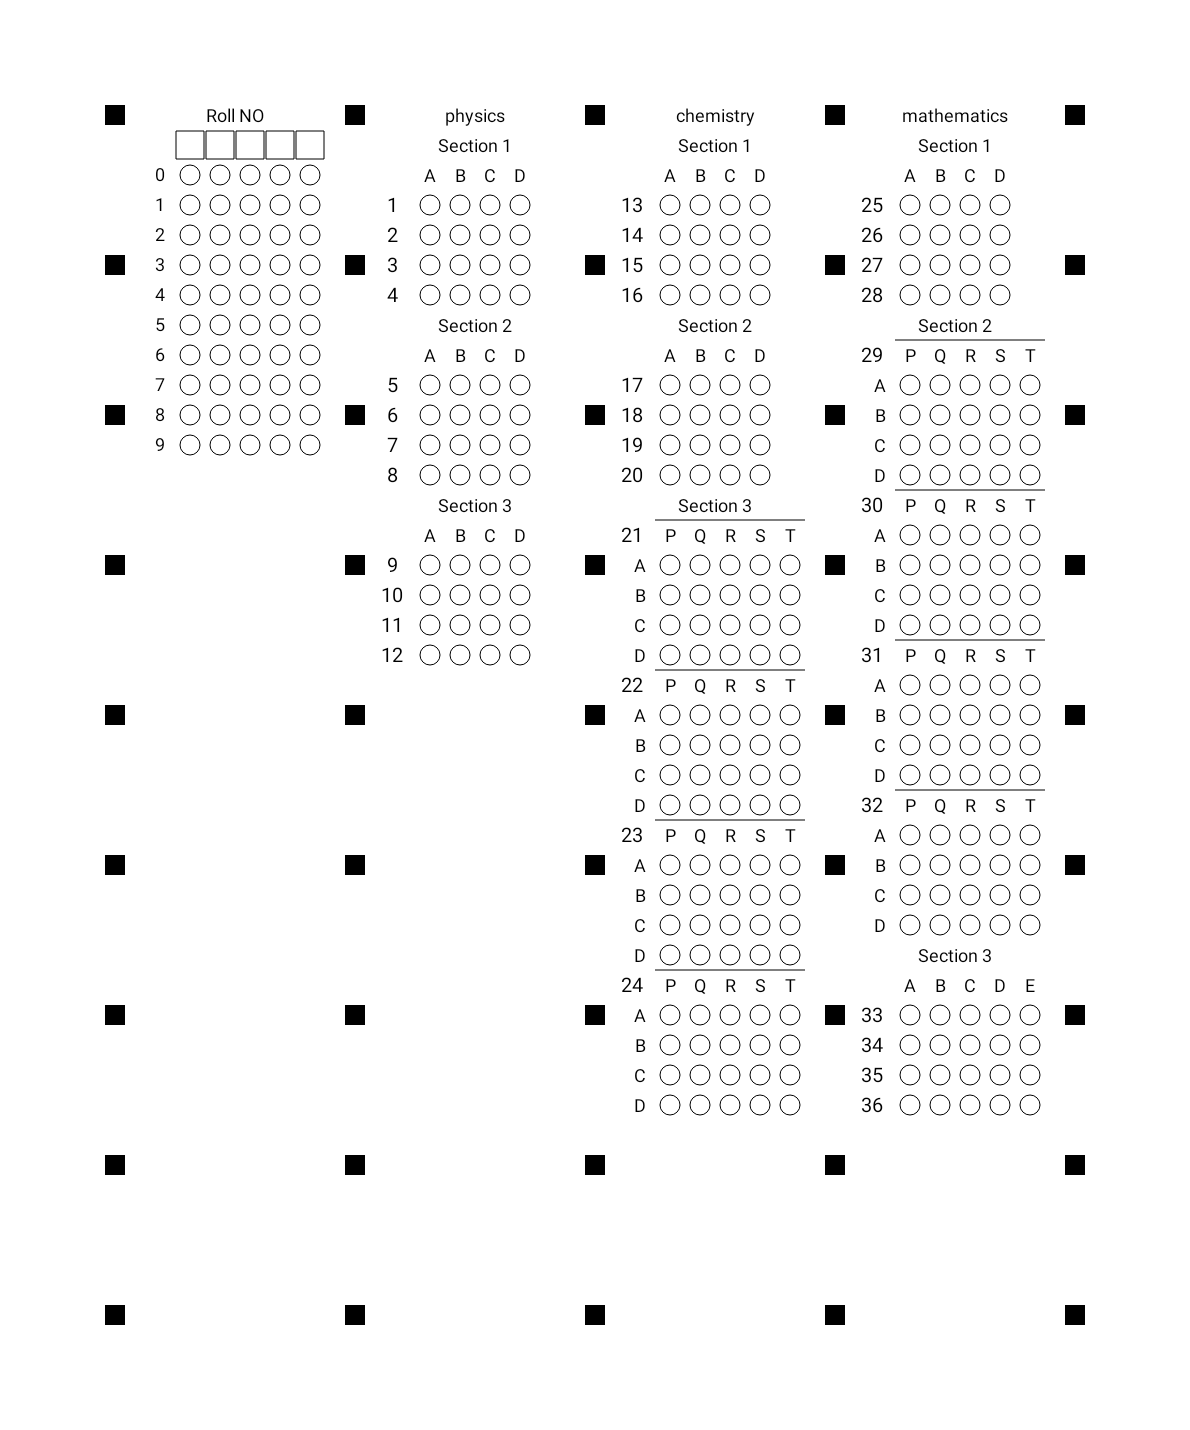 Roll NO
0
1
2
3
4
5
6
7
8
9
physics
Section 1
A B C D
1
2
3
4
Section 2
A B C D
5
6
7
8
Section 3
A B C D
9
10
11
12
chemistry
Section 1
A B C D
13
14
15
16
Section 2
A B C D
17
18
19
20
Section 3
21 P Q R S T
A
B
C
D
22 P Q R S T
A
B
C
D
23 P Q R S T
A
B
C
D
24 P Q R S T
A
B
C
D
mathematics
Section 1
A B C D
25
26
27
28
Section 2
29 P Q R S T
A
B
C
D
30 P Q R S T
A
B
C
D
31 P Q R S T
A
B
C
D
32 P Q R S T
A
B
C
D
Section 3
A B C D E
33
34
35
36